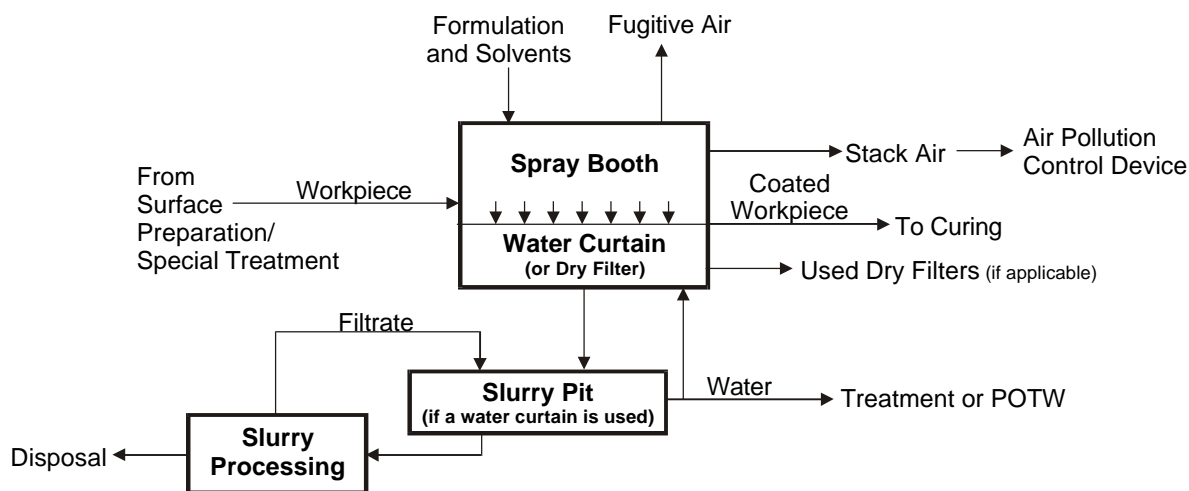 Formulation
and Solvents
Fugitive Air
Spray Booth
Stack Air
Air Pollution
Control Device
From
Surface
Preparation/
Special Treatment
Workpiece
Coated
Workpiece
To Curing
Water Curtain
(or Dry Filter)
Used Dry Filters (if applicable)
Filtrate
Slurry Pit
(if a water curtain is used)
Water
Treatment or POTW
Slurry
Processing
Disposal